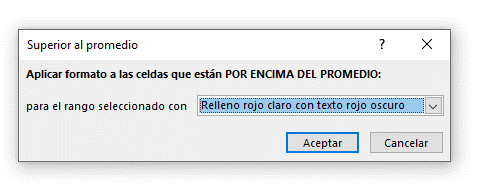 Superior al promedio
Aplicar formato a las celdas que están POR ENCIMA DEL PROMEDIO:
para el rango seleccionado con Relleno rojo claro con texto rojo oscuro
Aceptar Cancelar